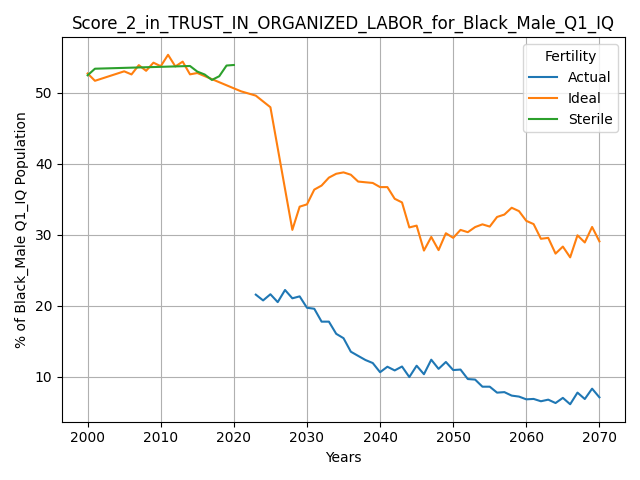 Score_2_in_TRUST_IN_ORGANIZED_LABOR_for_Black_Male_Q1_IQ
Fertility
Actual
Ideal
Sterile
% of Black_Male Q1_IQ Population
50
40
30
20
10
2000 2010 2020 2030 2040 2050 2060 2070
Years